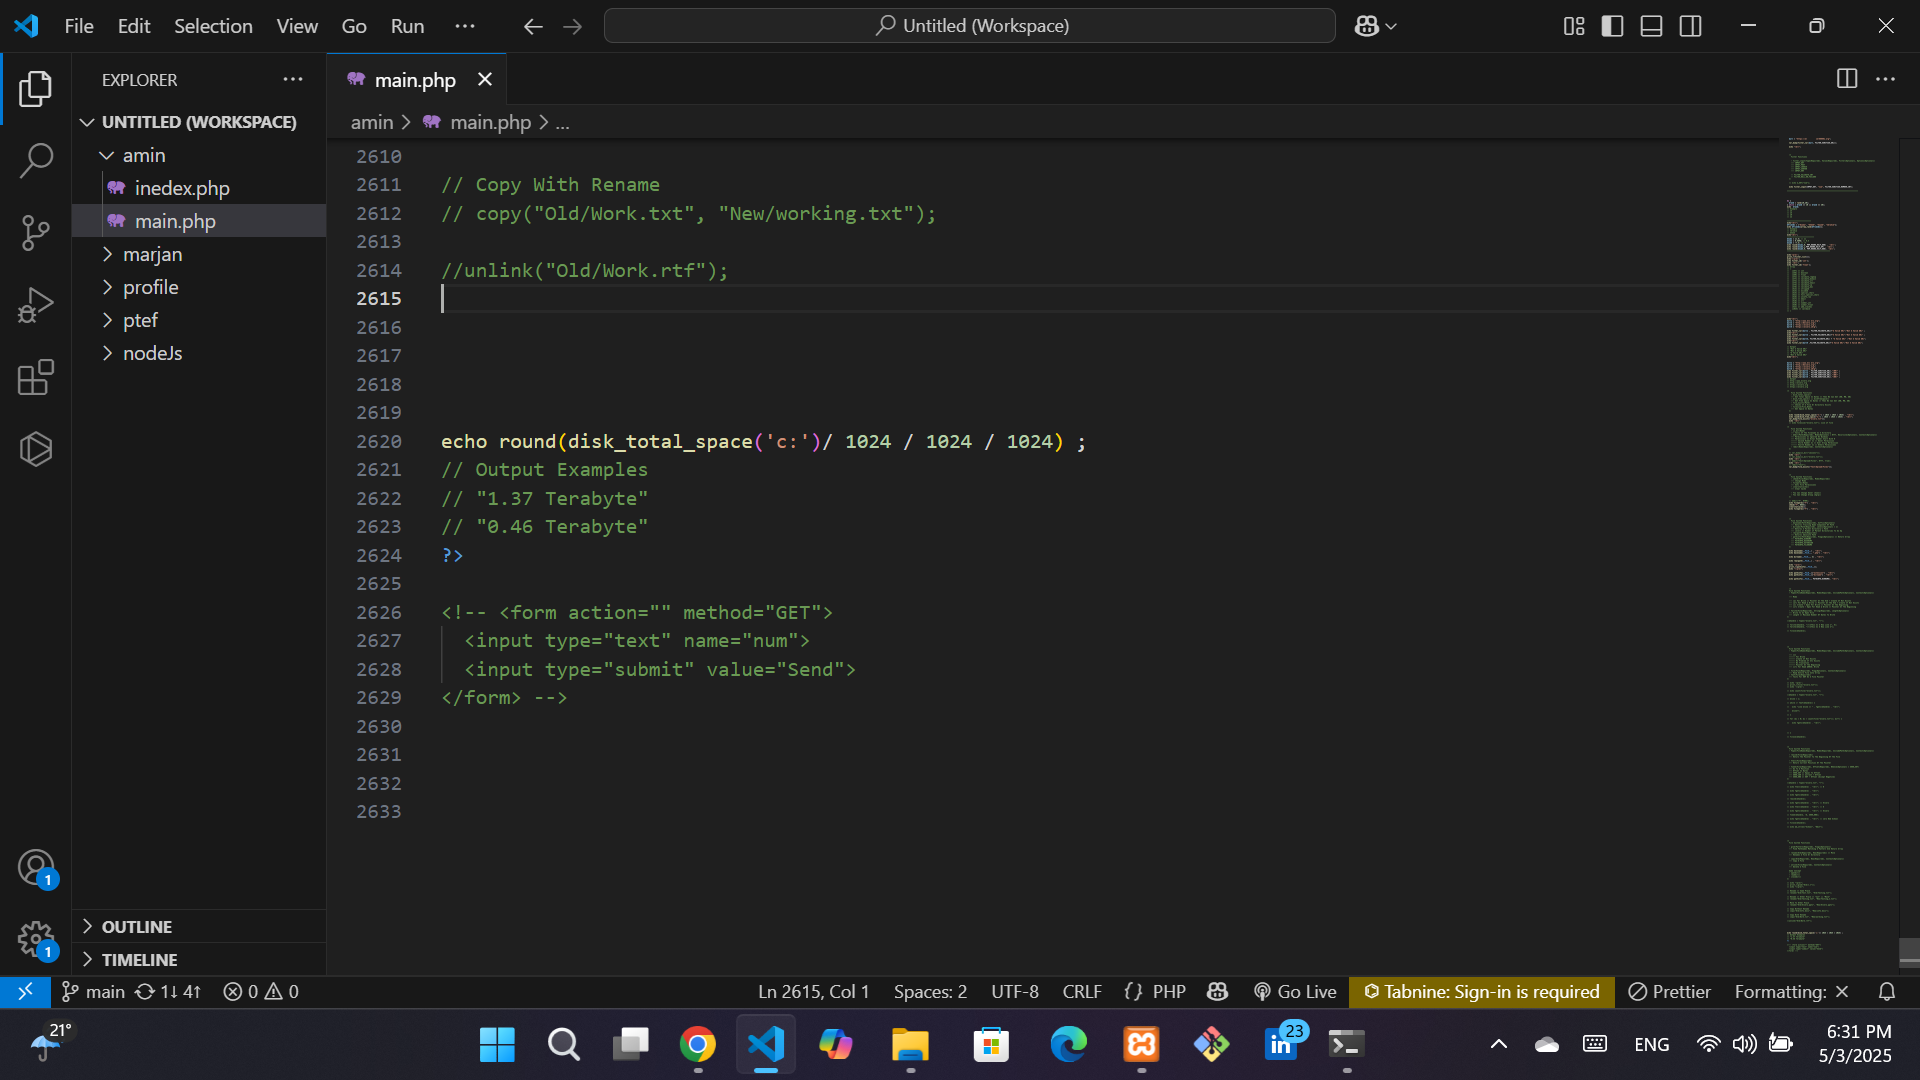 File Edit Selection View Go Run ...
Untitled (Workspace)
EXPLORER
UNTITLED (WORKSPACE)
amin
inedex.php
main.php
marjan
profile
ptef
nodeJs
OUTLINE
TIMELINE
main.php
amin > main.php > ...
2610
2611 // Copy With Rename
2612 // copy("Old/Work.txt", "New/working.txt");
2613
2614 //unlink("Old/Work.rtf");
2615
2616
2617
2618
2619
2620 echo round(disk_total_space('c:')/ 1024 / 1024 / 1024) ;
2621 // Output Examples
2622 // "1.37 Terabyte"
2623 // "0.46 Terabyte"
2624 ?>
2625
2626 <!-- <form action="" method="GET">
2627 <input type="text" name="num">
2628 <input type="submit" value="Send">
2629 </form> -->
2630
2631
2632
2633
1
1
main 1↓ 4↑ 0 0 Ln 2615, Col 1 Spaces: 2 UTF-8 CRLF {} PHP Go Live Tabnine: Sign-in is required Prettier Formatting: ×
21°
23
ENG
6:31 PM
5/3/2025